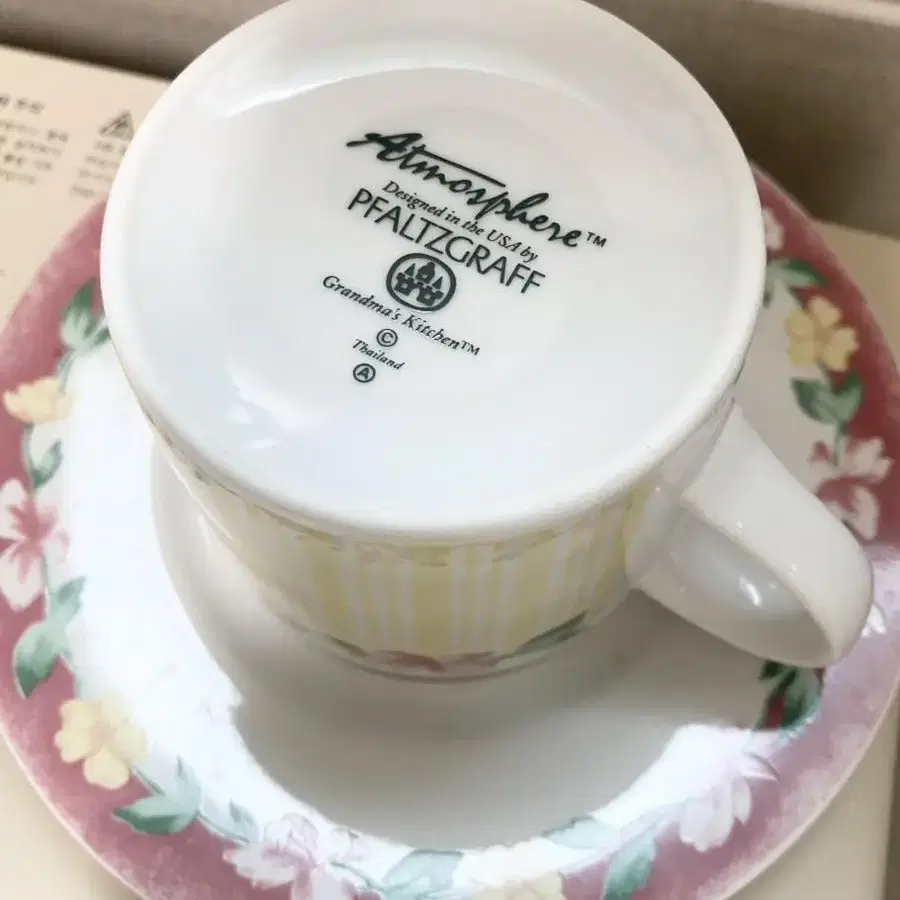 Atmosphere™
Designed in the USA by
PFALTZGRAFF
Grandma's Kitchen™
©
Thailand
Ⓐ